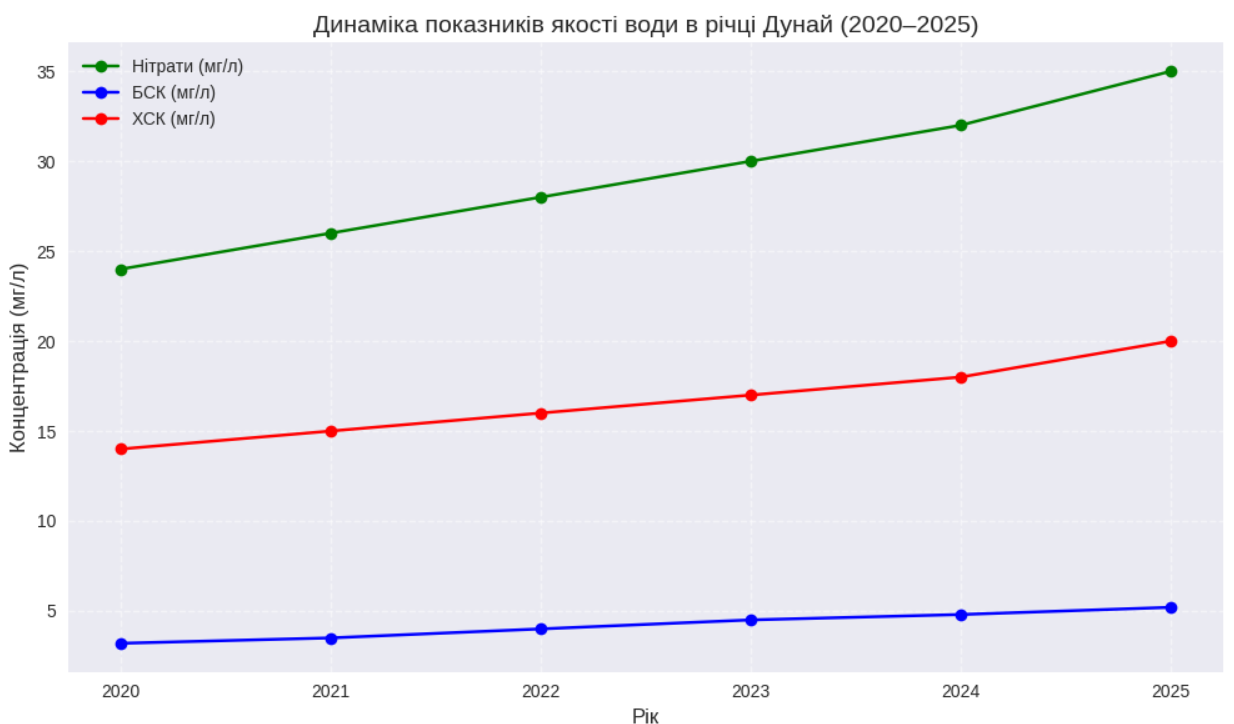 Динаміка показників якості води в річці Дунай (2020–2025)
Нітрати (мг/л)
БСК (мг/л)
ХСК (мг/л)
Концентрація (мг/л)
35
30
25
20
15
10
5
2020 2021 2022 2023 2024 2025
Рік